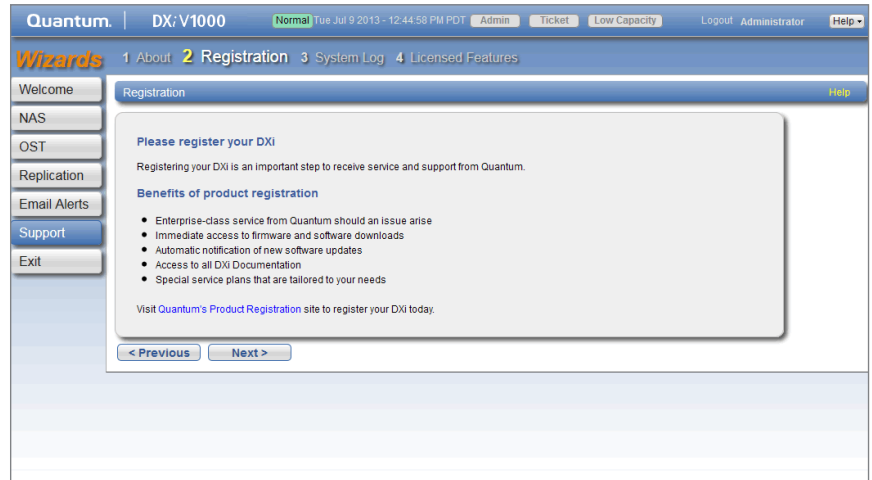 Quantum. DXi V1000 Normal Tue Jul 9 2013 - 12:44:58 PM PDT Admin Ticket Low Capacity Logout Administrator Help
Wizards 1 About 2 Registration 3 System Log 4 Licensed Features
Welcome
NAS
OST
Replication
Email Alerts
Support
Exit
Registration Help
Please register your DXi
Registering your DXi is an important step to receive service and support from Quantum.
Benefits of product registration
Enterprise-class service from Quantum should an issue arise
Immediate access to firmware and software downloads
Automatic notification of new software updates
Access to all DXi Documentation
Special service plans that are tailored to your needs
Visit Quantum's Product Registration site to register your DXi today.
< Previous Next >